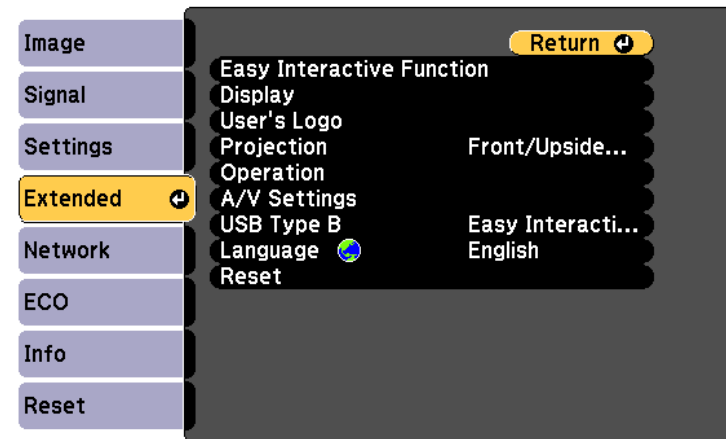 Image
Signal
Settings
Extended
Network
ECO
Info
Reset
Return
Easy Interactive Function
Display
User's Logo
Projection Front/Upside...
Operation
A/V Settings
USB Type B Easy Interacti...
Language English
Reset